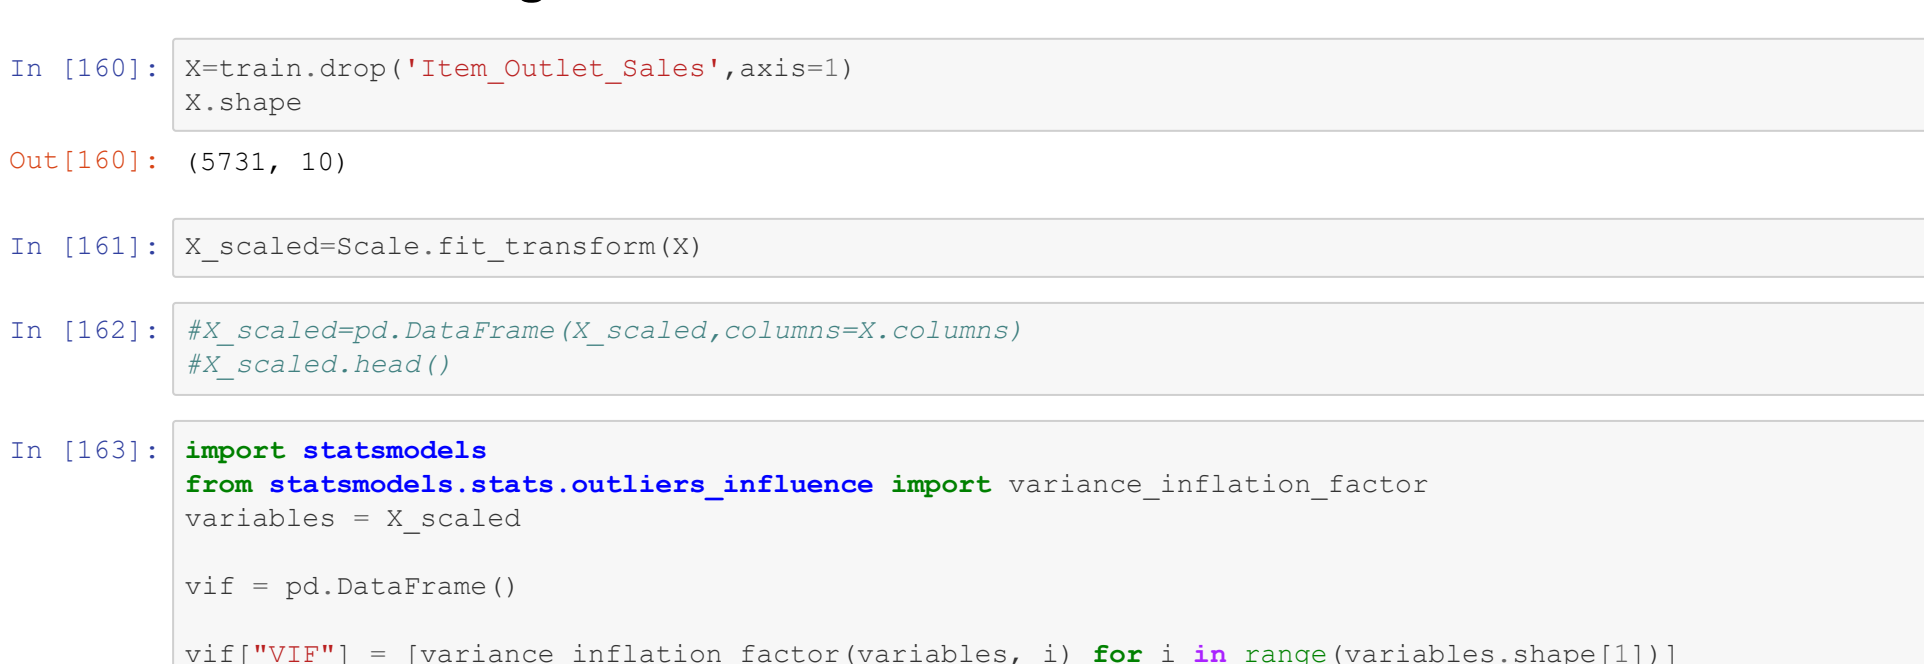 In [160]: X=train.drop('Item_Outlet_Sales',axis=1)
X.shape
Out[160]: (5731, 10)
In [161]: X_scaled=Scale.fit_transform(X)
In [162]: #X_scaled=pd.DataFrame(X_scaled,columns=X.columns)
#X_scaled.head()
In [163]: import statsmodels
from statsmodels.stats.outliers_influence import variance_inflation_factor
variables = X_scaled
vif = pd.DataFrame()
vif["VIF"] = [variance_inflation_factor(variables, i) for i in range(variables.shape[1])]